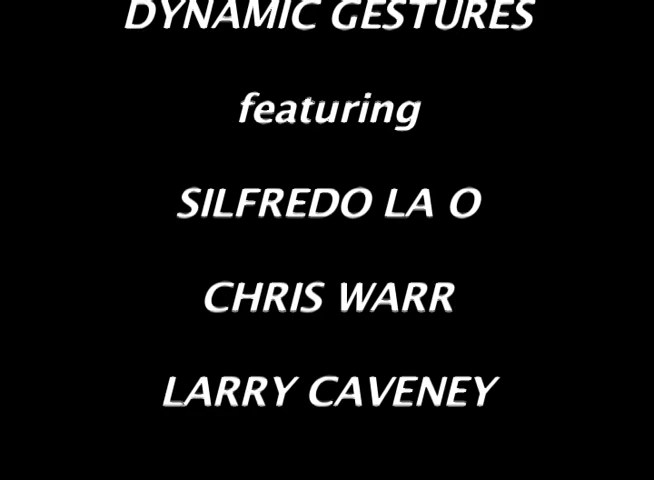 DYNAMIC GESTURES
featuring
SILFREDO LA O
CHRIS WARR
LARRY CAVENEY